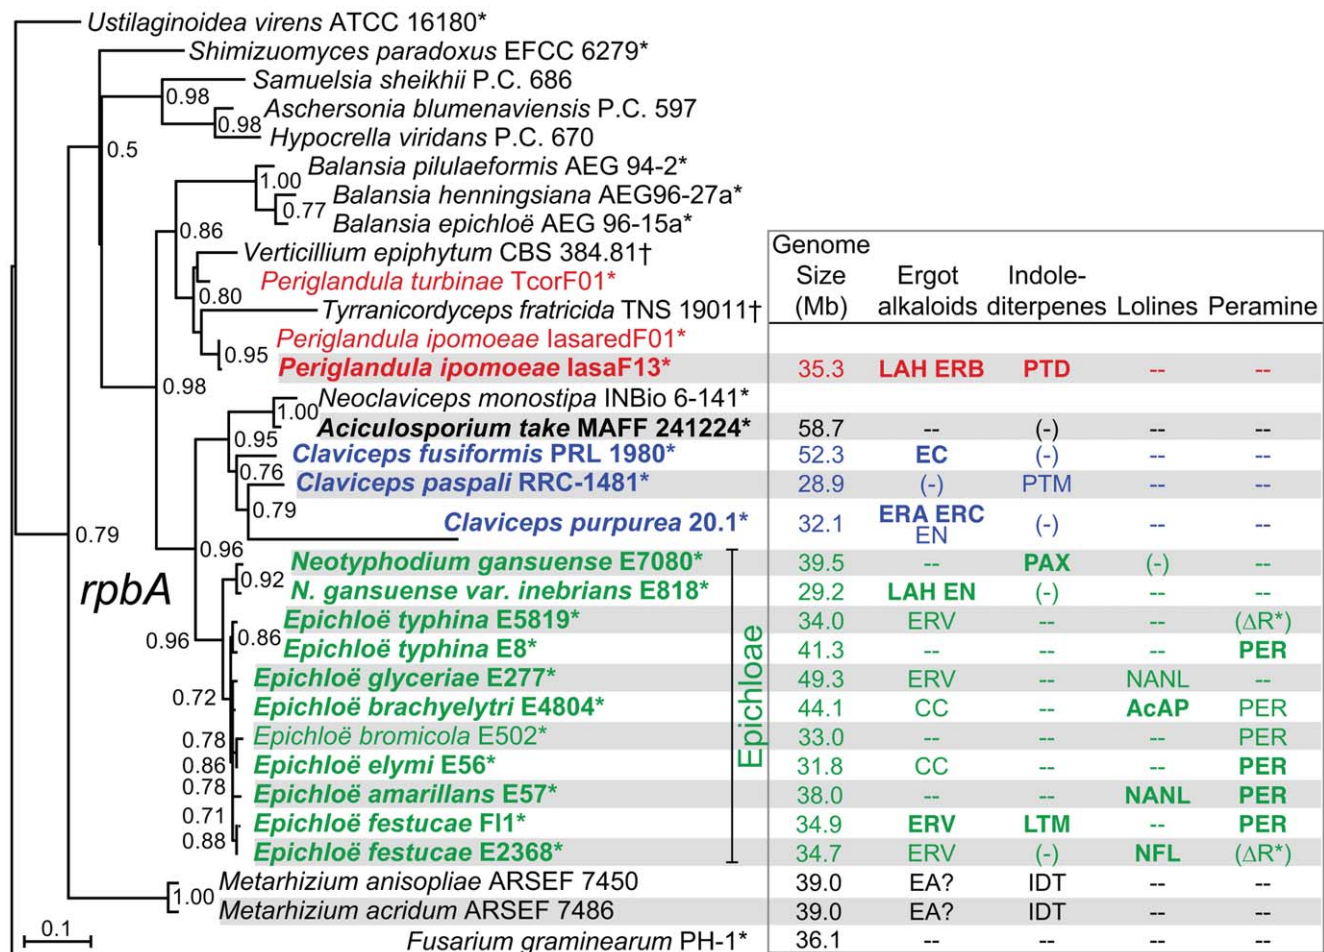 Ustilaginoidea virens ATCC 16180*
Shimizuomyces paradoxus EFCC 6279*
Samuelsia sheikhii P.C. 686
0.98
Aschersonia blumenaviensis P.C. 597
0.98
Hypocrella viridans P.C. 670
0.5
Balansia pilulaeformis AEG 94-2*
1.00
Balansia henningsiana AEG96-27a*
0.77
Balansia epichloë AEG 96-15a*
0.86
Verticillium epiphytum CBS 384.81†
Periglandula turbinae TcorF01*
0.80
Tyrranicordyceps fratricida TNS 19011†
Periglandula ipomoeae IasaredF01*
0.95
Genome Size (Mb) Ergot alkaloids Indole-diterpenes Lolines Peramine
Periglandula ipomoeae IasaF13* 35.3 LAH ERB PTD -- --
0.98
Neoclaviceps monostipa INBio 6-141*
1.00
Aciculosporium take MAFF 241224* 58.7 -- (-) -- --
0.95
Claviceps fusiformis PRL 1980* 52.3 EC (-) -- --
0.76
Claviceps paspali RRC-1481* 28.9 (-) PTM -- --
0.79
Claviceps purpurea 20.1* 32.1 ERA ERC EN (-) -- --
0.79
0.96
rpbA
Neotyphodium gansuense E7080* 39.5 -- PAX (-) --
0.92
N. gansuense var. inebrians E818* 29.2 LAH EN (-) -- --
Epichloë typhina E5819* 34.0 ERV -- -- (ΔR*)
0.96
0.86
Epichloë typhina E8* 41.3 -- -- -- PER
Epichloë glyceriae E277* 49.3 ERV -- NANL --
0.72
Epichloë brachyelytri E4804* 44.1 CC -- AcAP PER
0.78
Epichloë bromicola E502* 33.0 -- -- -- PER
0.86
Epichloë elymi E56* 31.8 CC -- -- PER
0.78
Epichloë amarillans E57* 38.0 -- -- NANL PER
0.71
Epichloë festucae Fl1* 34.9 ERV LTM -- PER
0.88
Epichloë festucae E2368* 34.7 ERV (-) NFL (ΔR*)
Epichloae
Metarhizium anisopliae ARSEF 7450 39.0 EA? IDT -- --
1.00
Metarhizium acridum ARSEF 7486 39.0 EA? IDT -- --
Fusarium graminearum PH-1* 36.1 -- -- -- --
0.1